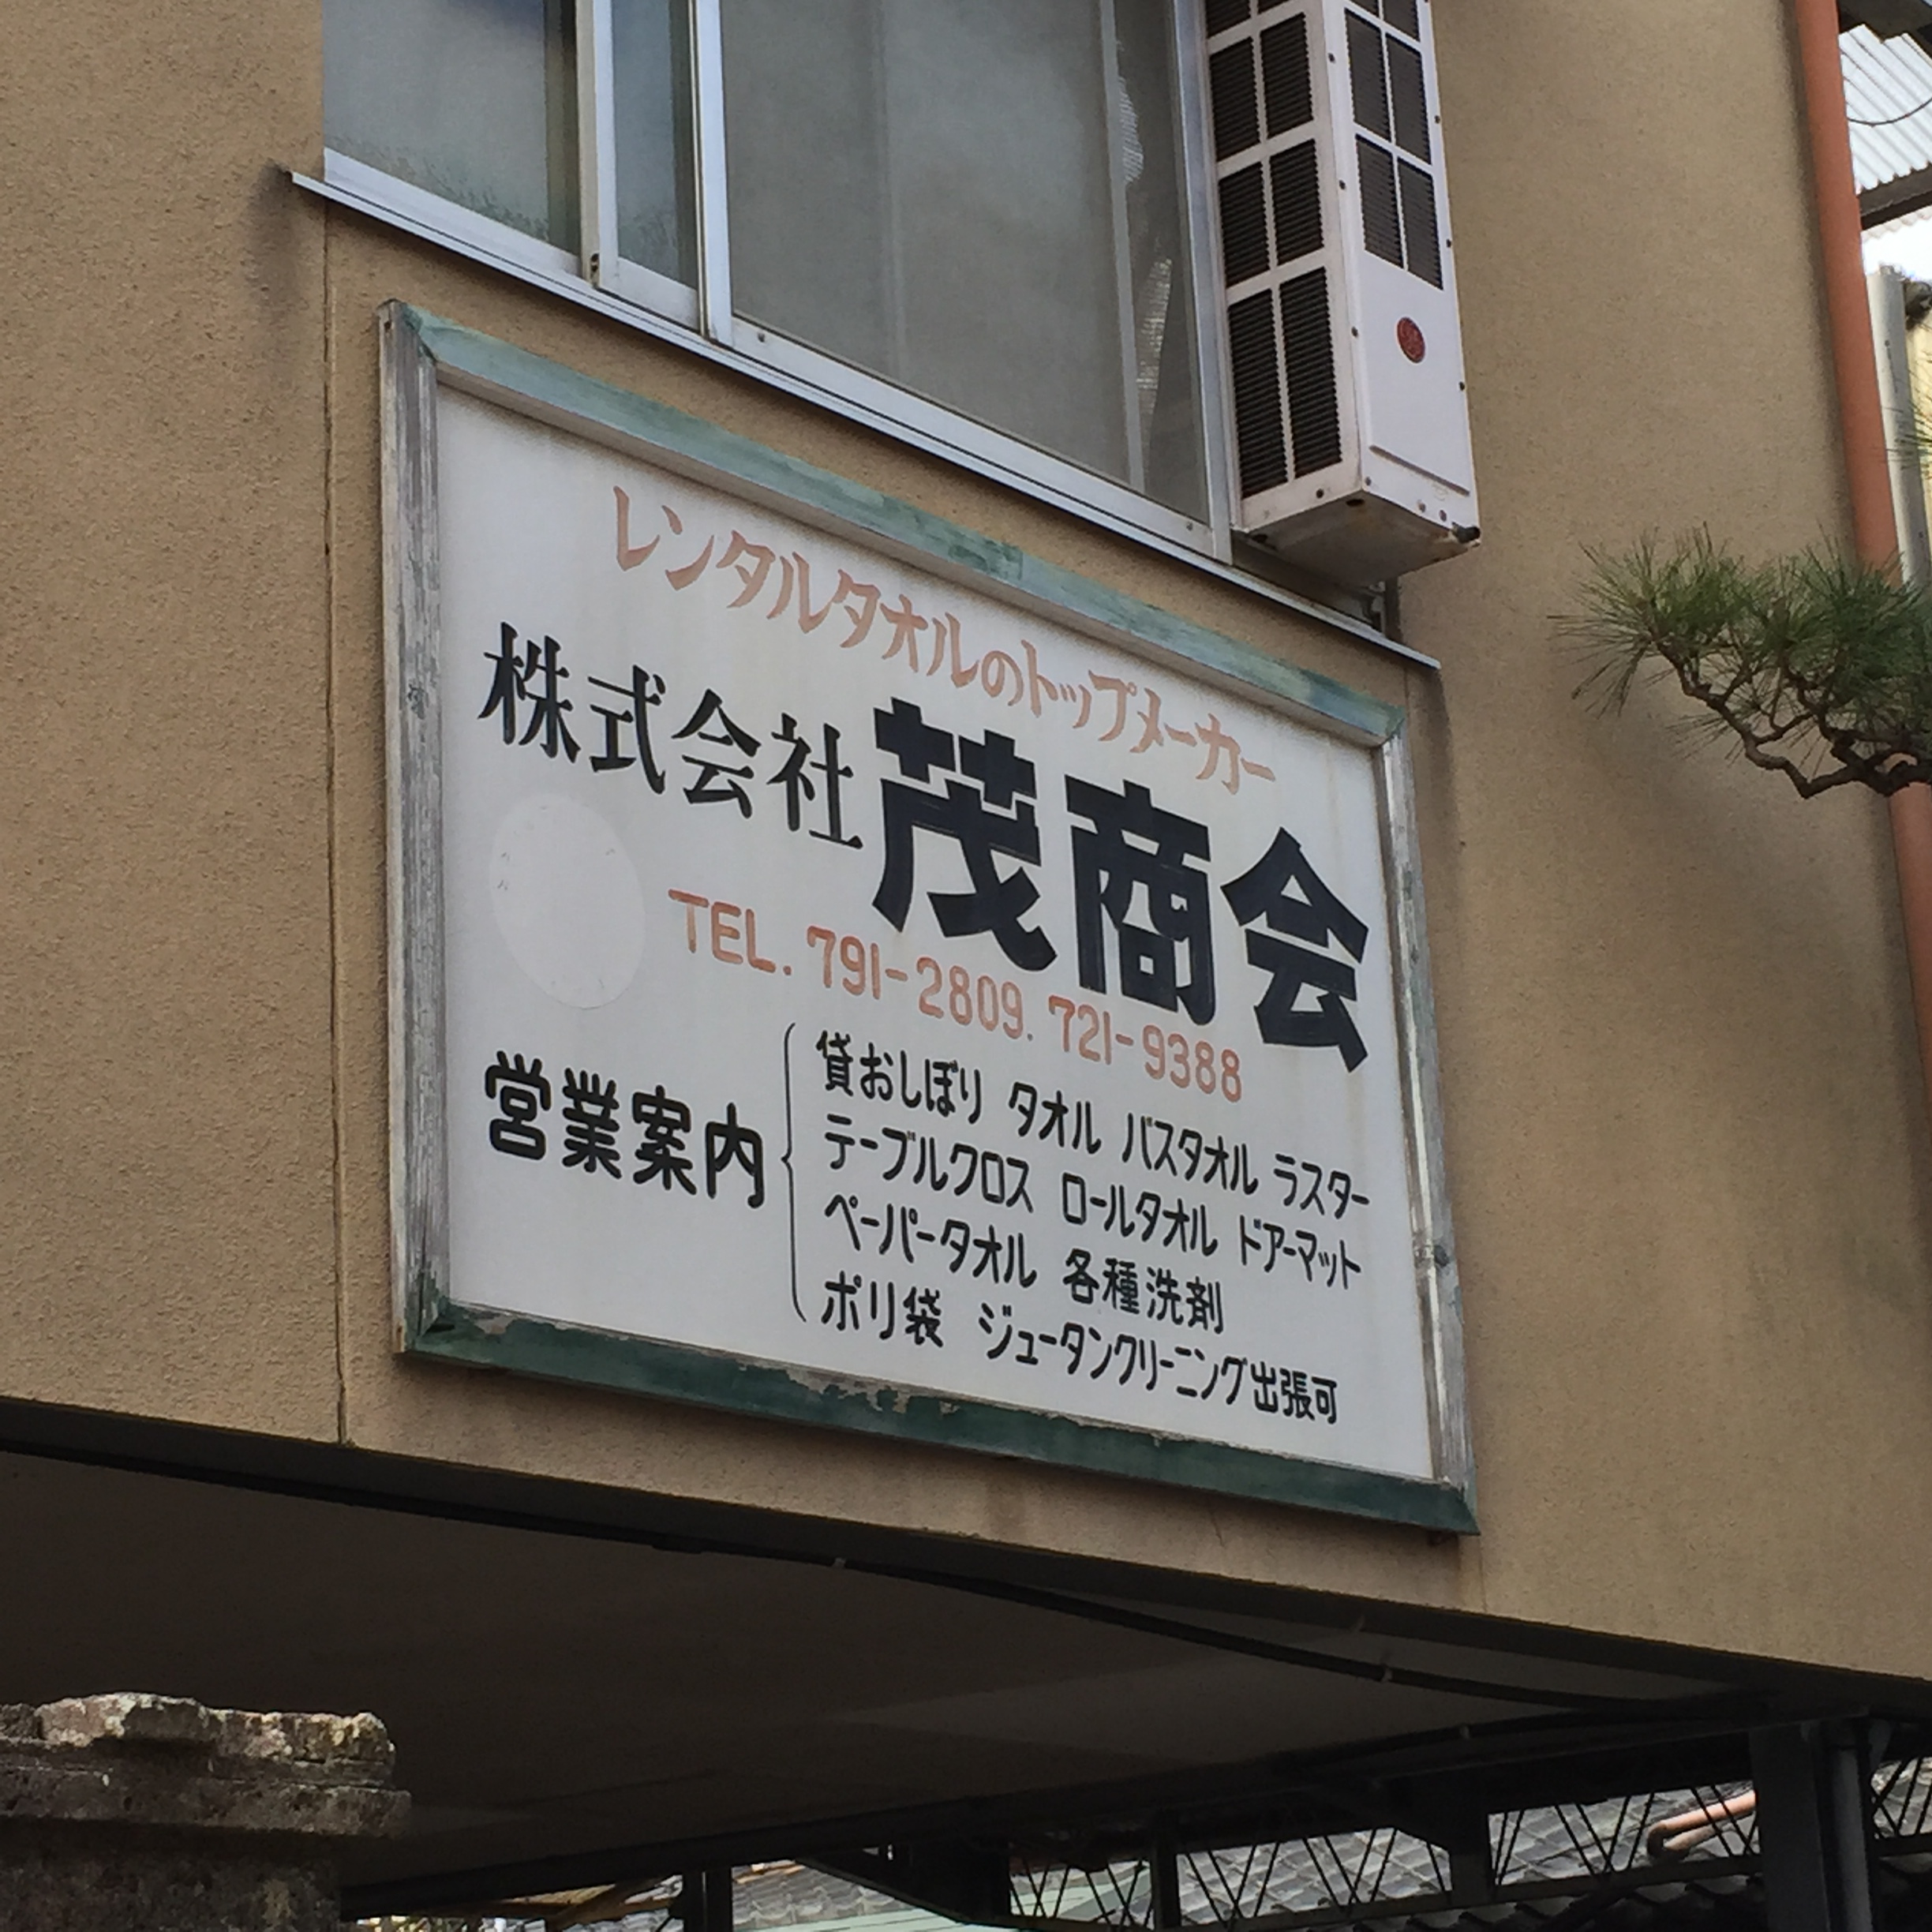 レンタルタオルのトップメーカー
株式会社茂商会
TEL. 791-2809. 721-9388
営業案内
貸おしぼり タオル バスタオル ラスター
テーブルクロス ロールタオル ドアーマット
ペーパータオル 各種洗剤
ポリ袋 ジュータンクリーニング出張可